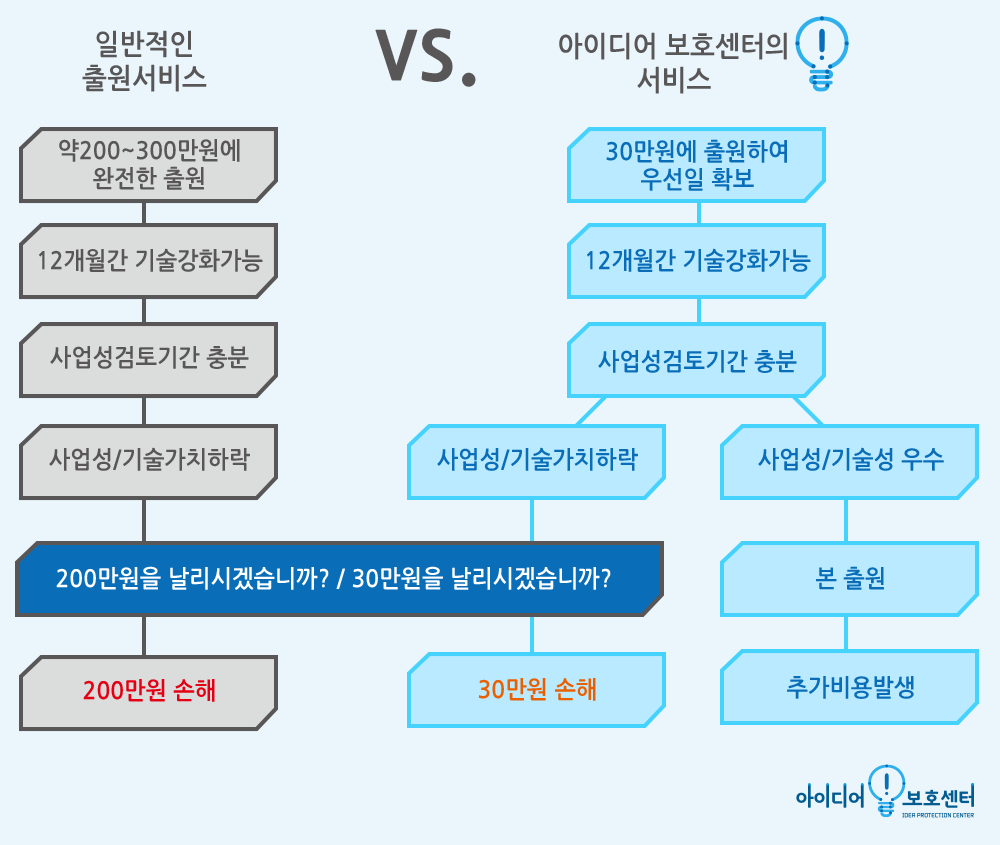 일반적인
출원서비스
VS.
아이디어 보호센터의
서비스
약200~300만원에
완전한 출원
12개월간 기술강화가능
사업성검토기간 충분
사업성/기술가치하락
30만원에 출원하여
우선일 확보
12개월간 기술강화가능
사업성검토기간 충분
사업성/기술가치하락
사업성/기술성 우수
200만원을 날리시겠습니까? / 30만원을 날리시겠습니까?
본 출원
200만원 손해
30만원 손해
추가비용발생
아이디어 보호센터
IDEA PROTECTION CENTER